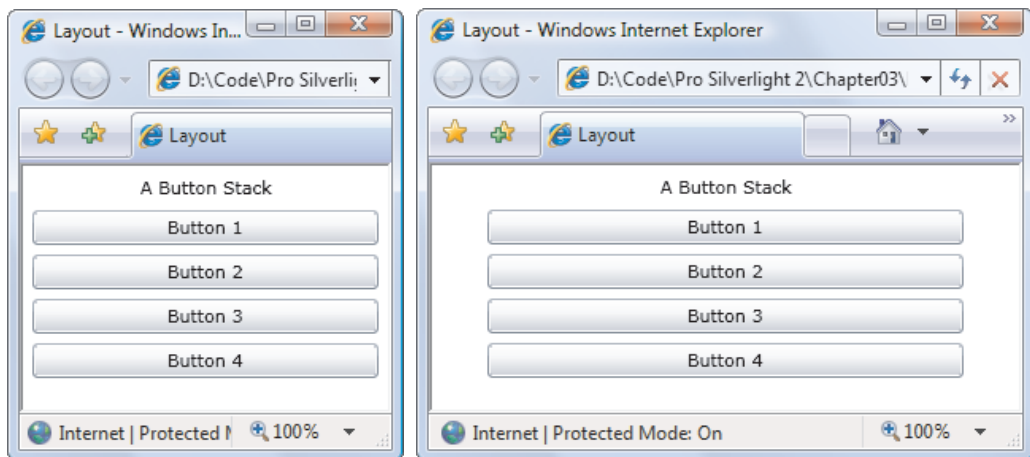 Layout - Windows In...
D:\Code\Pro Silverli
Layout
A Button Stack
Button 1
Button 2
Button 3
Button 4
Internet | Protected
100%
Layout - Windows Internet Explorer
D:\Code\Pro Silverlight 2\Chapter03\
Layout
A Button Stack
Button 1
Button 2
Button 3
Button 4
Internet | Protected Mode: On
100%